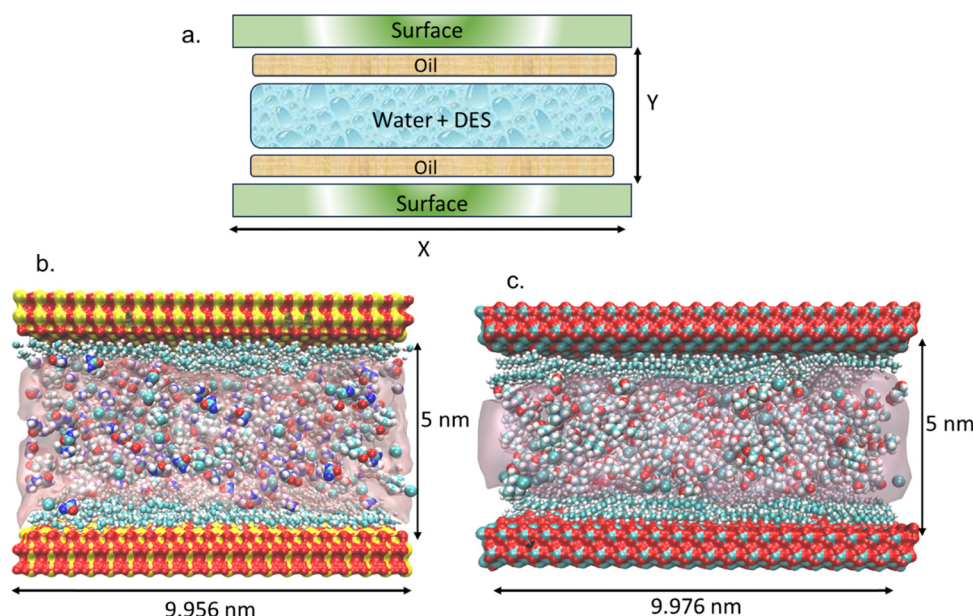 a.
Surface
Oil
Water + DES
Y
Oil
Surface
X
b.
c.
5 nm
5 nm
9.956 nm
9.976 nm